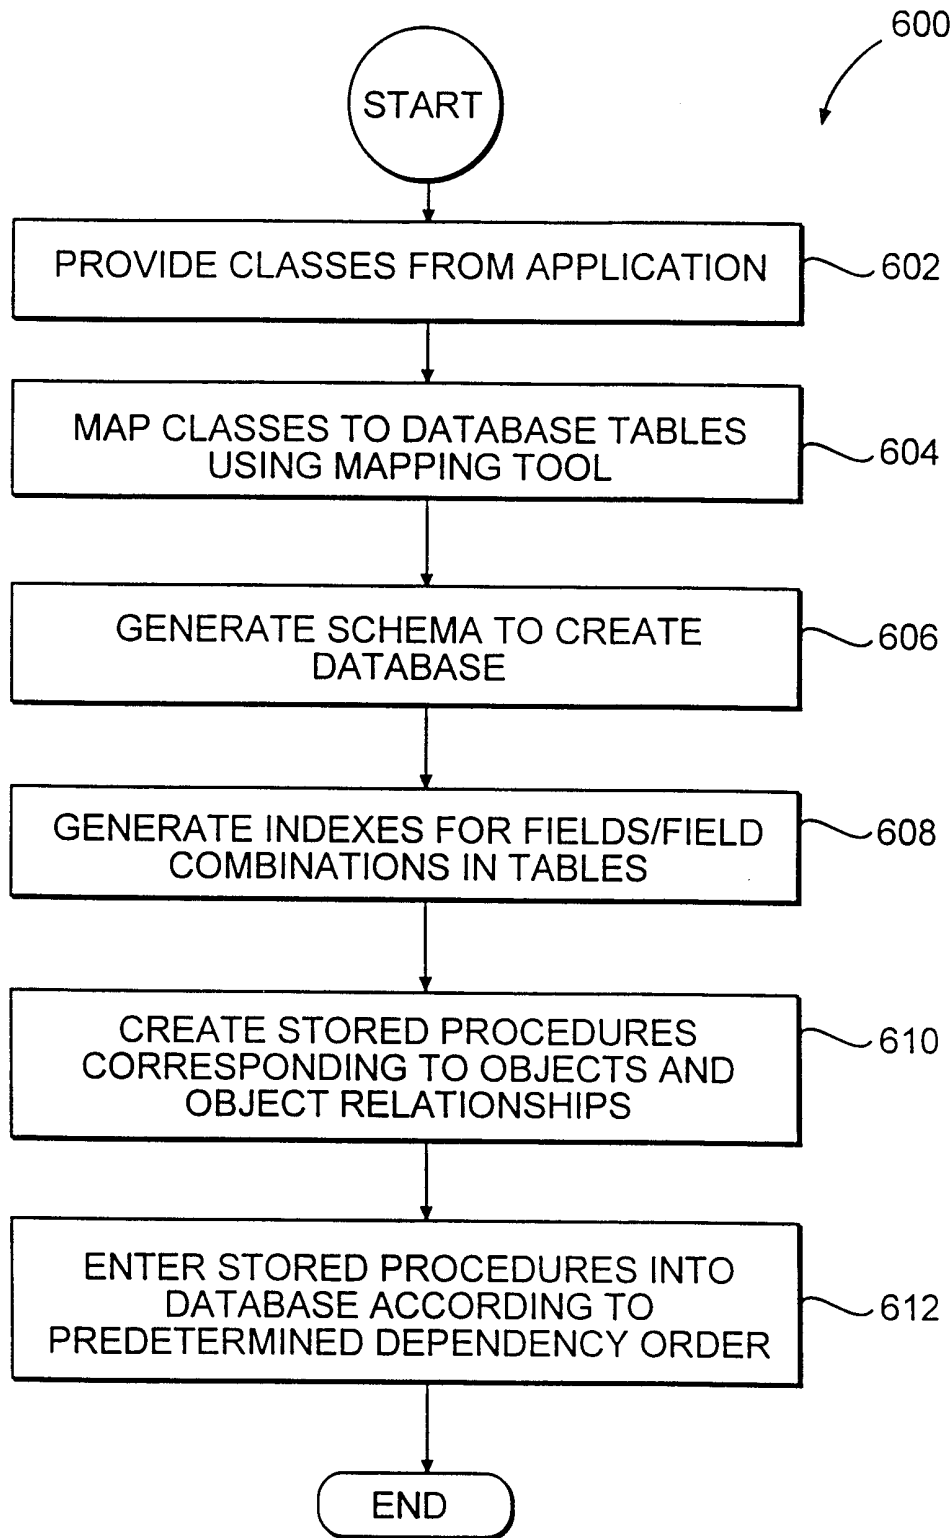 600
START
PROVIDE CLASSES FROM APPLICATION
602
MAP CLASSES TO DATABASE TABLES
USING MAPPING TOOL
604
GENERATE SCHEMA TO CREATE
DATABASE
606
GENERATE INDEXES FOR FIELDS/FIELD
COMBINATIONS IN TABLES
608
CREATE STORED PROCEDURES
CORRESPONDING TO OBJECTS AND
OBJECT RELATIONSHIPS
610
ENTER STORED PROCEDURES INTO
DATABASE ACCORDING TO
PREDETERMINED DEPENDENCY ORDER
612
END